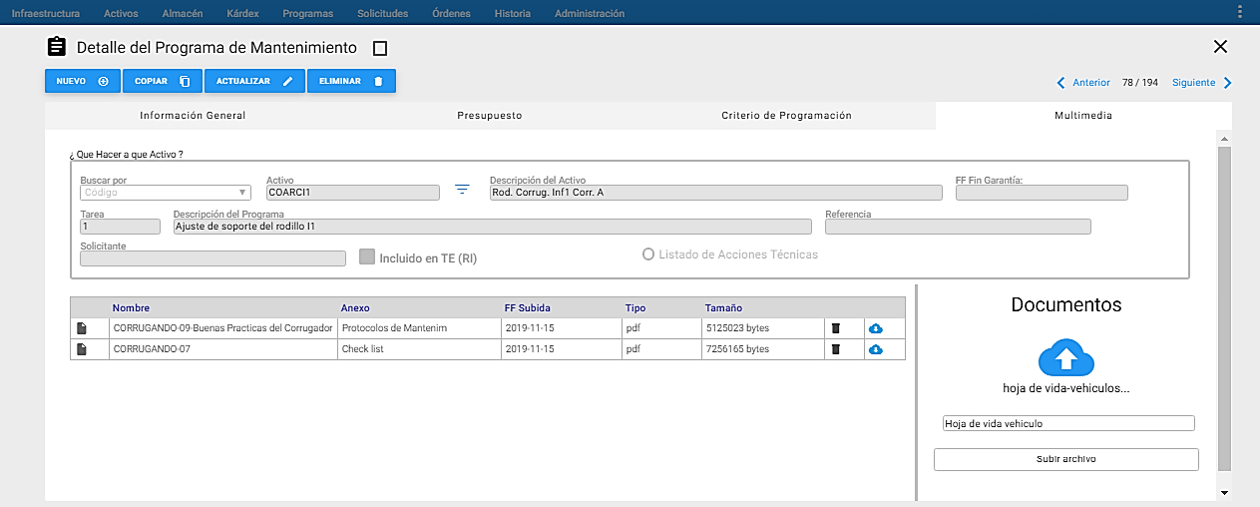 Infraestructura Activos Almacén Kárdex Programas Solicitudes Órdenes Historia Administración
Detalle del Programa de Mantenimiento
NUEVO COPIAR ACTUALIZAR ELIMINAR
Anterior 78 / 194 Siguiente
Información General Presupuesto Criterio de Programación Multimedia
¿ Que Hacer a que Activo ?
Buscar por Activo Descripción del Activo FF Fin Garantía:
Código COARCI1 Rod. Corrug. Inf1 Corr. A
Tarea Descripción del Programa Referencia
1 Ajuste de soporte del rodillo I1
Solicitante
Incluido en TE (RI) Listado de Acciones Técnicas
Nombre Anexo FF Subida Tipo Tamaño
CORRUGANDO-09-Buenas Practicas del Corrugador Protocolos de Mantenim 2019-11-15 pdf 5125023 bytes
CORRUGANDO-07 Check list 2019-11-15 pdf 7256165 bytes
Documentos
hoja de vida-vehiculos...
Hoja de vida vehiculo
Subir archivo